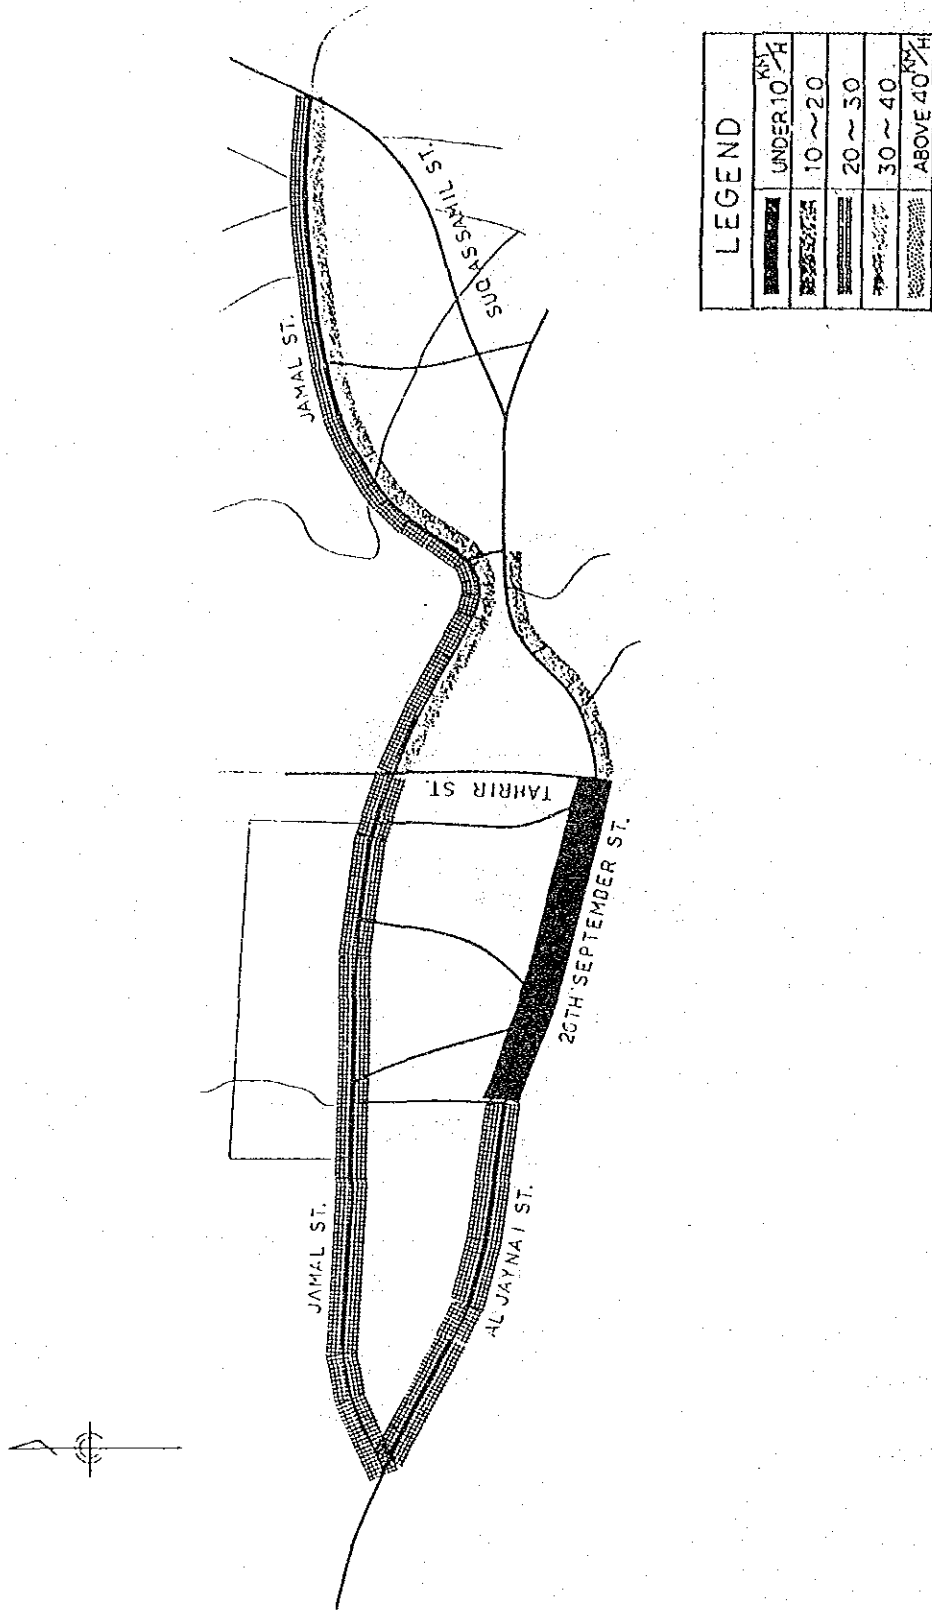 LEGEND
UNDER 10 KM/H
10~20
20~30
30~40
ABOVE 40 KM/H
JAMAL ST.
SUQ ASSAMIL ST.
TAHRIR ST.
20TH SEPTEMBER ST.
JAMAL ST.
AL JAYNAI ST.